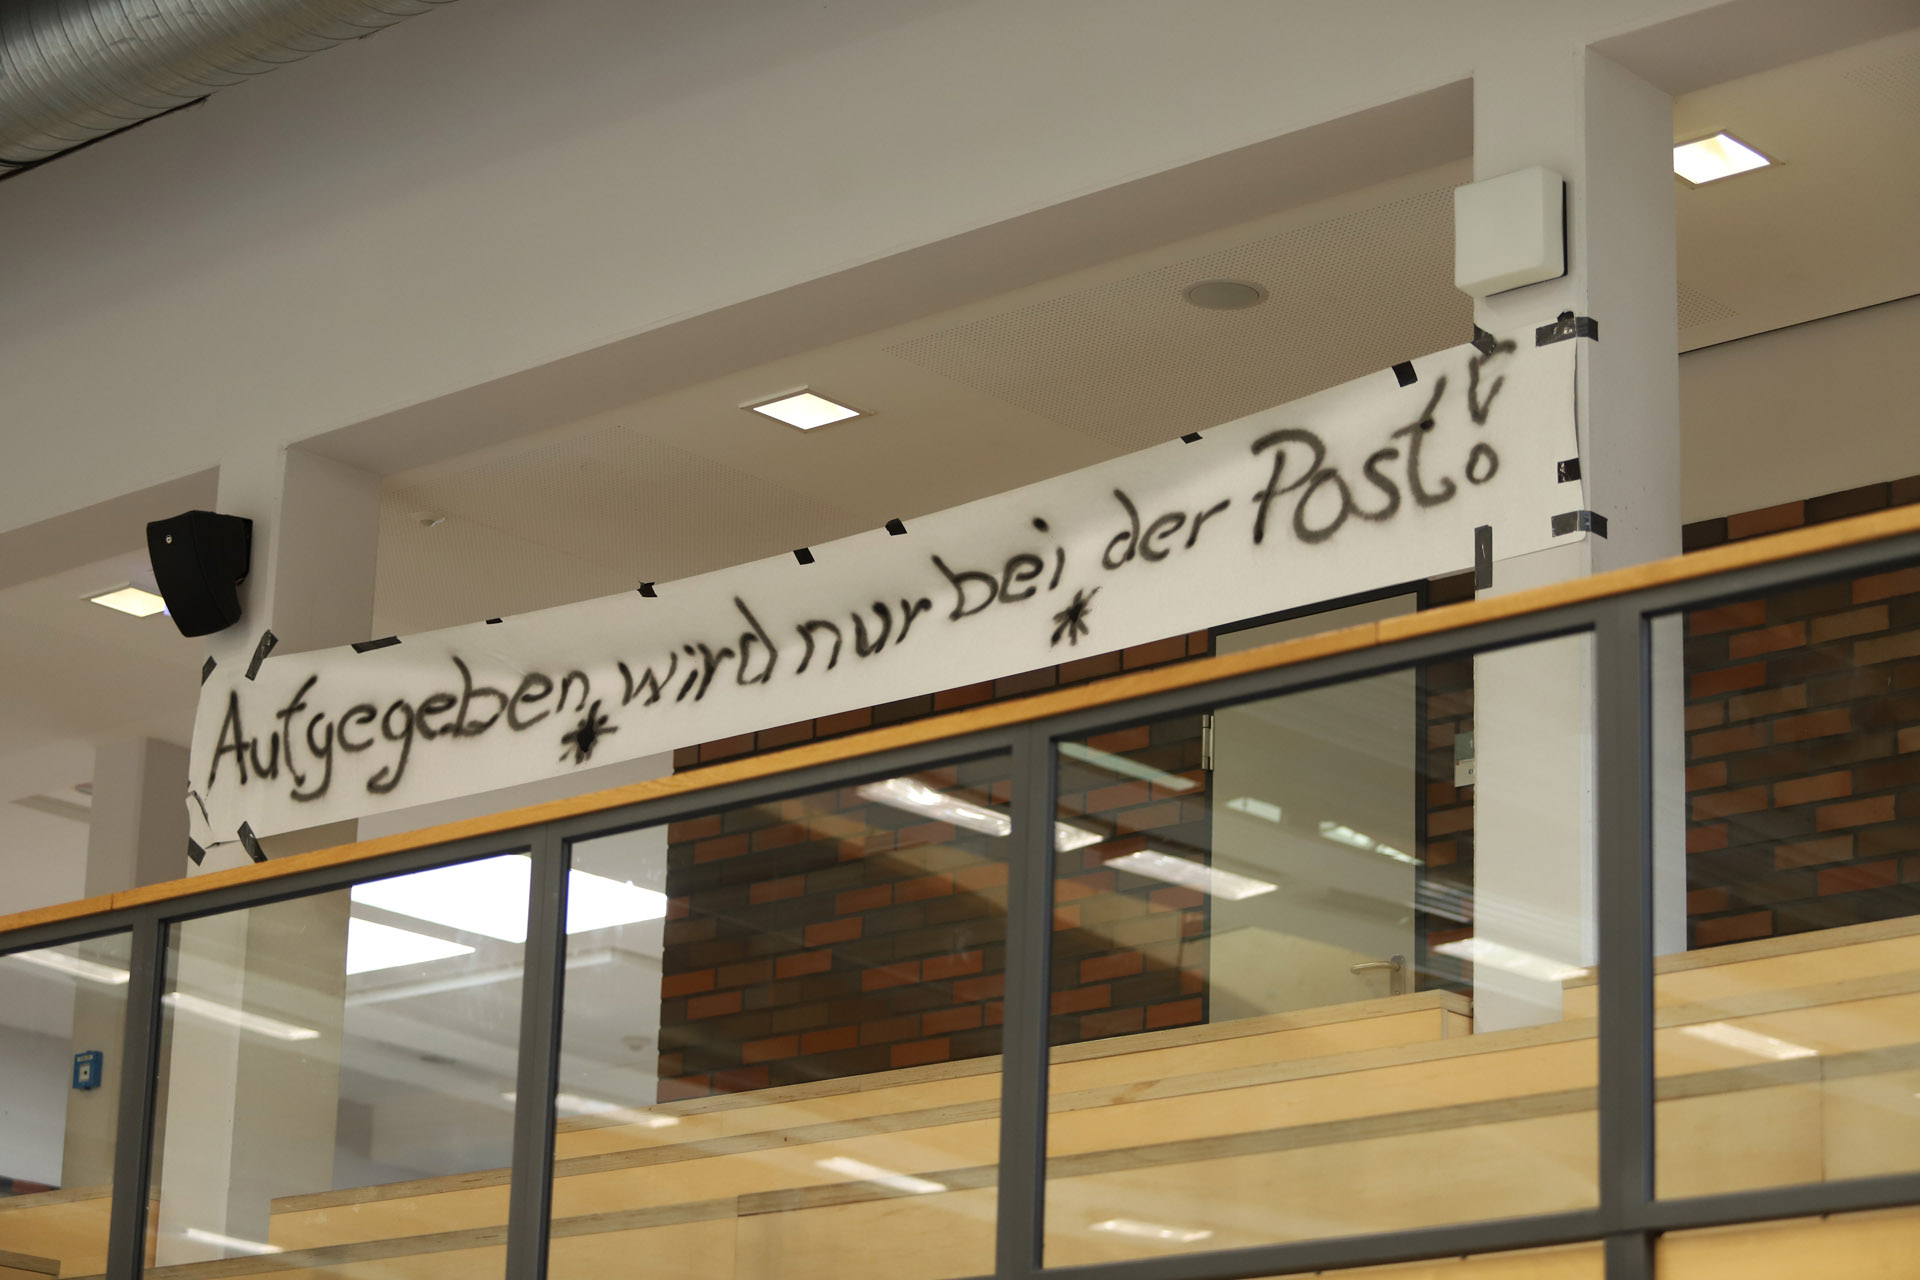 Aufgegeben wird nur bei der Post!